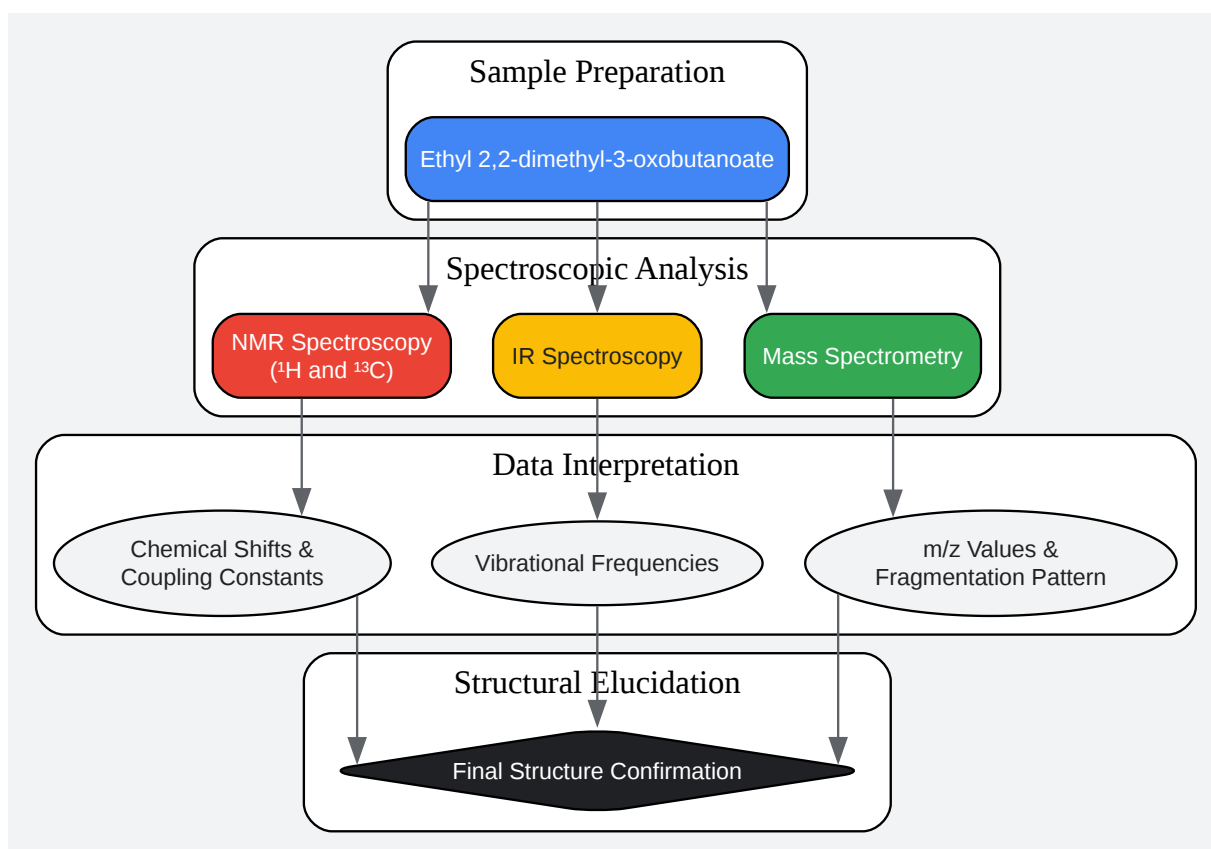 Sample Preparation
Ethyl 2,2-dimethyl-3-oxobutanoate
Spectroscopic Analysis
NMR Spectroscopy
(¹H and ¹³C)
IR Spectroscopy
Mass Spectrometry
Data Interpretation
Chemical Shifts &
Coupling Constants
Vibrational Frequencies
m/z Values &
Fragmentation Pattern
Structural Elucidation
Final Structure Confirmation